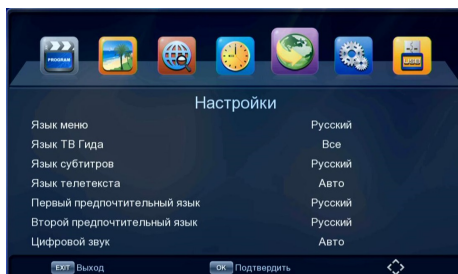 PROGRAM
USB
Настройки
Язык меню Русский
Язык ТВ Гида Все
Язык субтитров Русский
Язык телетекста Авто
Первый предпочтительный язык Русский
Второй предпочтительный язык Русский
Цифровой звук Авто
EXIT Выход OK Подтвердить